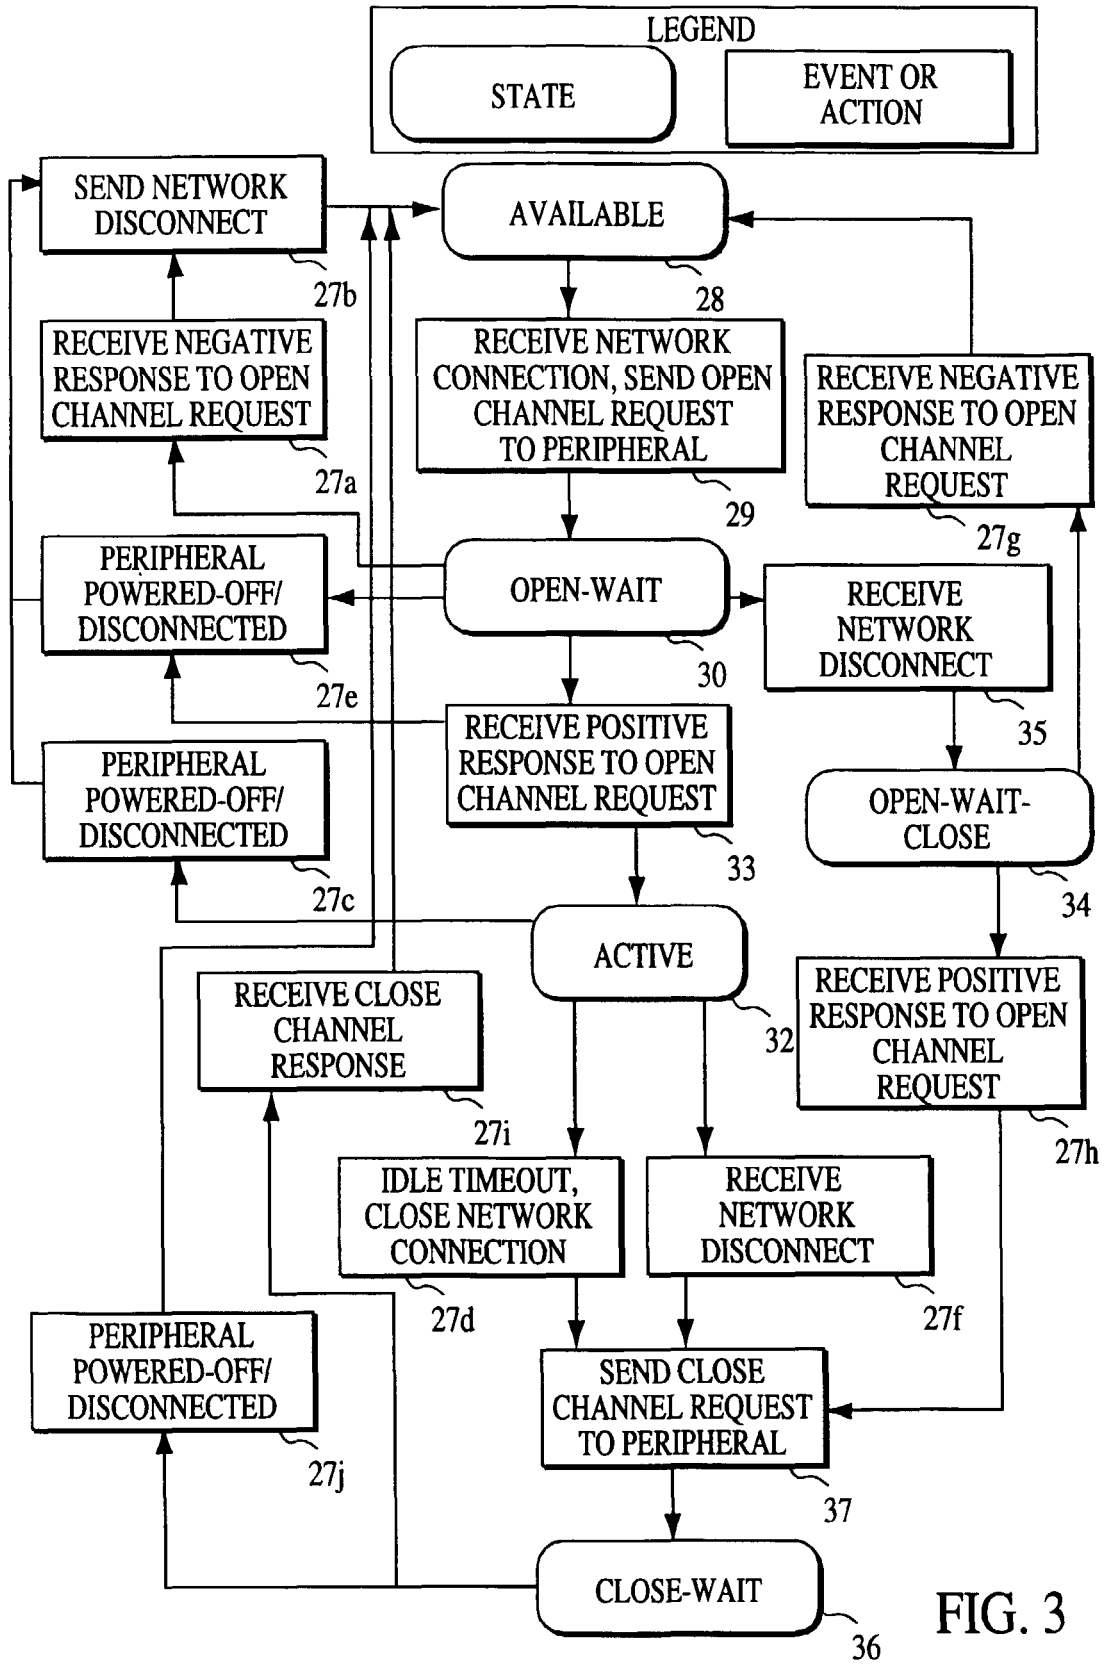 LEGEND
STATE
EVENT OR
ACTION
SEND NETWORK
DISCONNECT
27b
AVAILABLE
28
RECEIVE NEGATIVE
RESPONSE TO OPEN
CHANNEL REQUEST
27a
RECEIVE NETWORK
CONNECTION, SEND OPEN
CHANNEL REQUEST
TO PERIPHERAL
29
RECEIVE NEGATIVE
RESPONSE TO OPEN
CHANNEL
REQUEST
27g
PERIPHERAL
POWERED-OFF/
DISCONNECTED
27e
OPEN-WAIT
30
RECEIVE
NETWORK
DISCONNECT
35
PERIPHERAL
POWERED-OFF/
DISCONNECTED
27c
RECEIVE POSITIVE
RESPONSE TO OPEN
CHANNEL REQUEST
33
OPEN-WAIT-
CLOSE
34
ACTIVE
32
RECEIVE CLOSE
CHANNEL
RESPONSE
27i
RECEIVE POSITIVE
RESPONSE TO OPEN
CHANNEL
REQUEST
27h
IDLE TIMEOUT,
CLOSE NETWORK
CONNECTION
27d
RECEIVE
NETWORK
DISCONNECT
27f
PERIPHERAL
POWERED-OFF/
DISCONNECTED
27j
SEND CLOSE
CHANNEL REQUEST
TO PERIPHERAL
37
CLOSE-WAIT
36
FIG. 3